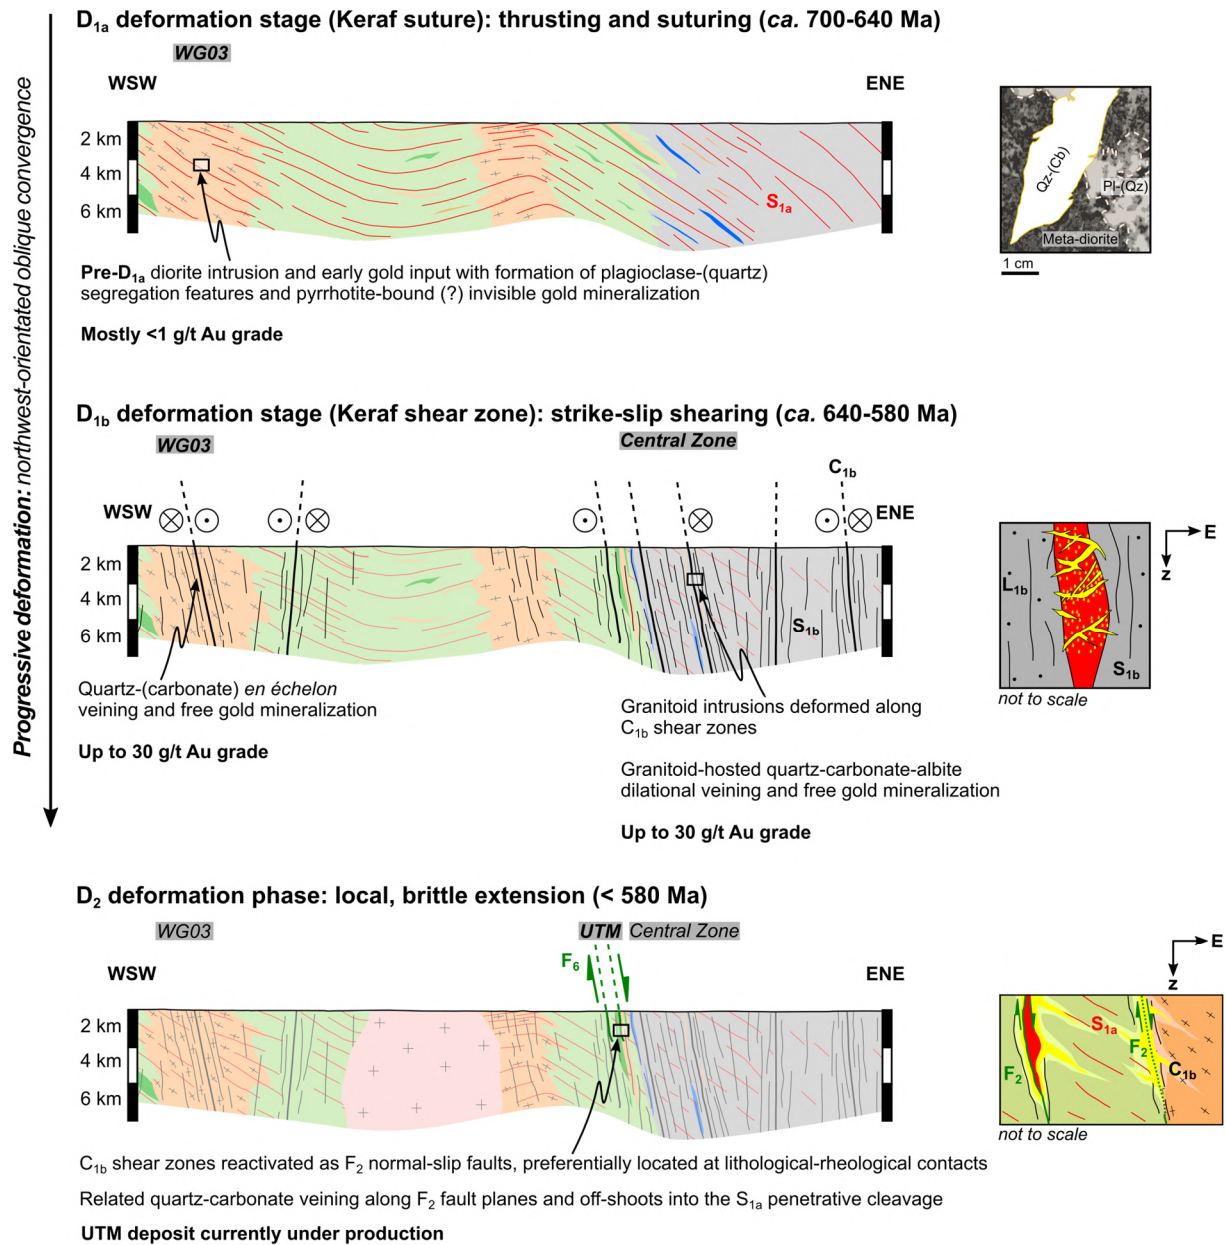 D1a deformation stage (Keraf suture): thrusting and suturing (ca. 700-640 Ma)
WG03
WSW
ENE
2 km
4 km
6 km
S1a
Pre-D1a diorite intrusion and early gold input with formation of plagioclase-(quartz)
segregation features and pyrrhotite-bound (?) invisible gold mineralization
Mostly <1 g/t Au grade
Qz-(Cb)
Pl-(Qz)
Meta-diorite
1 cm
Progressive deformation: northwest-orientated oblique convergence
D1b deformation stage (Keraf shear zone): strike-slip shearing (ca. 640-580 Ma)
WG03
Central Zone
C1b
WSW
ENE
2 km
4 km
6 km
S1b
Quartz-(carbonate) en échelon
veining and free gold mineralization
Up to 30 g/t Au grade
Granitoid intrusions deformed along
C1b shear zones
Granitoid-hosted quartz-carbonate-albite
dilational veining and free gold mineralization
Up to 30 g/t Au grade
E
z
L1b
S1b
not to scale
D2 deformation phase: local, brittle extension (< 580 Ma)
WG03
UTM
Central Zone
F6
WSW
ENE
2 km
4 km
6 km
C1b shear zones reactivated as F2 normal-slip faults, preferentially located at lithological-rheological contacts
Related quartz-carbonate veining along F2 fault planes and off-shoots into the S1a penetrative cleavage
UTM deposit currently under production
E
z
S1a
F2
F2
C1b
not to scale